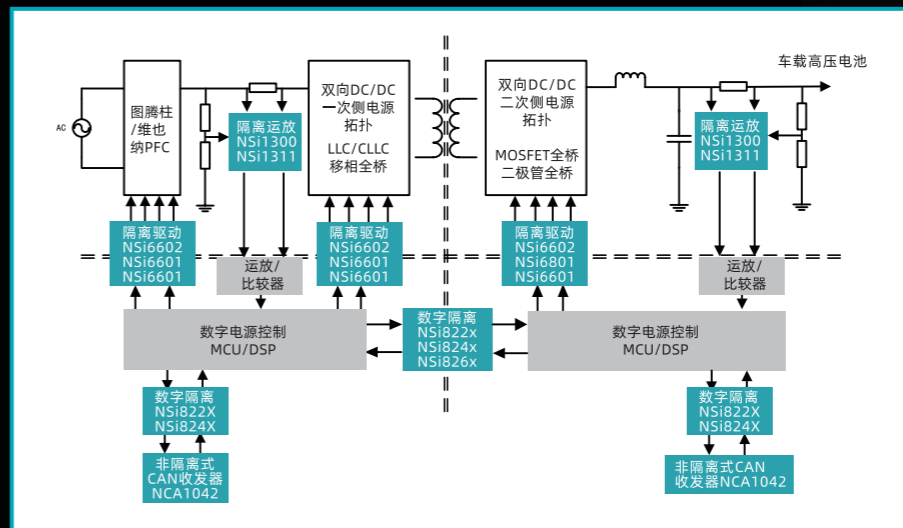 车载高压电池
AC
图腾柱
/维也
纳PFC
隔离运放
NSi1300
NSi1311
双向DC/DC
一次侧电源
拓扑
LLC/CLLC
移相全桥
双向DC/DC
二次侧电源
拓扑
MOSFET全桥
二极管全桥
隔离运放
NSi1300
NSi1311
隔离驱动
NSi6602
NSi6601
NSi6601
运放/
比较器
隔离驱动
NSi6602
NSi6601
NSi6601
隔离驱动
NSi6602
NSi6801
NSi6601
运放/
比较器
数字电源控制
MCU/DSP
数字隔离
NSi822x
NSi824x
NSi826x
数字电源控制
MCU/DSP
数字隔离
NSi822X
NSi824X
数字隔离
NSi822X
NSi824X
非隔离式
CAN收发器
NCA1042
非隔离式CAN
收发器NCA1042